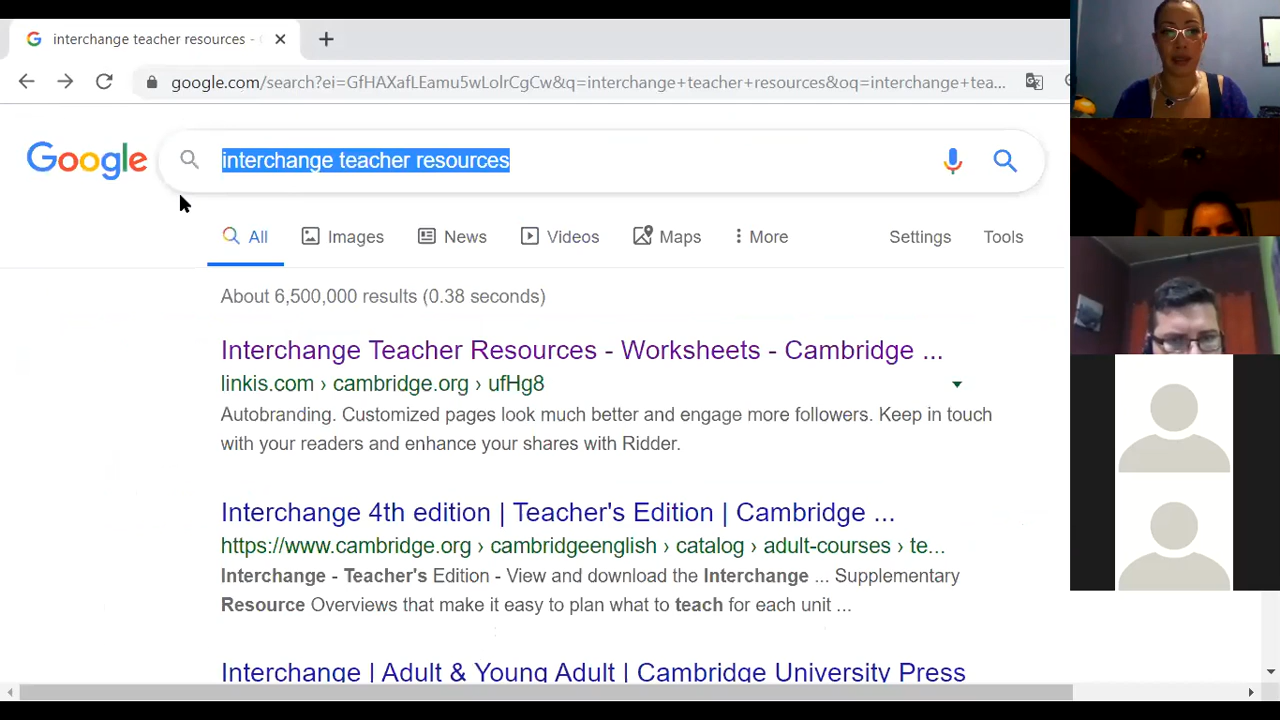 interchange teacher resources -
google.com/search?ei=GfHAXafLEamu5wLolrCgCw&q=interchange+teacher+resources&oq=interchange+tea...
Google
interchange teacher resources
All
Images
News
Videos
Maps
More
Settings
Tools
About 6,500,000 results (0.38 seconds)
Interchange Teacher Resources - Worksheets - Cambridge ...
linkis.com › cambridge.org › ufHg8
Autobranding. Customized pages look much better and engage more followers. Keep in touch
with your readers and enhance your shares with Ridder.
Interchange 4th edition | Teacher's Edition | Cambridge ...
https://www.cambridge.org › cambridgeenglish › catalog › adult-courses › te...
Interchange - Teacher's Edition - View and download the Interchange ... Supplementary
Resource Overviews that make it easy to plan what to teach for each unit ...
Interchange | Adult & Young Adult | Cambridge University Press